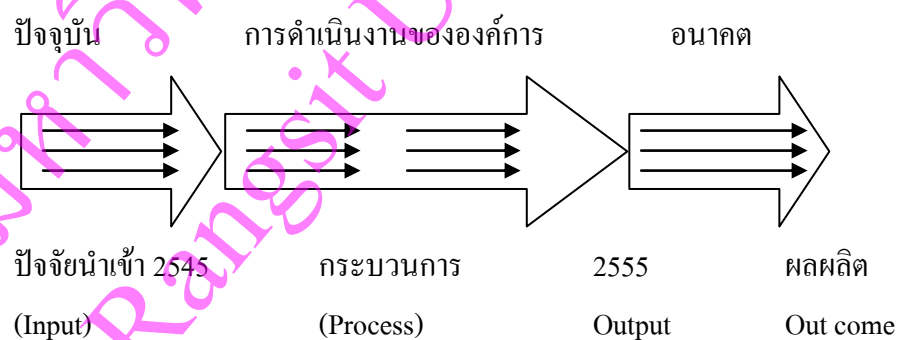 ปัจจุบัน การดำเนินงานขององค์การ อนาคต
ปัจจัยนำเข้า 2545 กระบวนการ 2555 ผลผลิต
(Input) (Process) Output Out come
Rangsit U